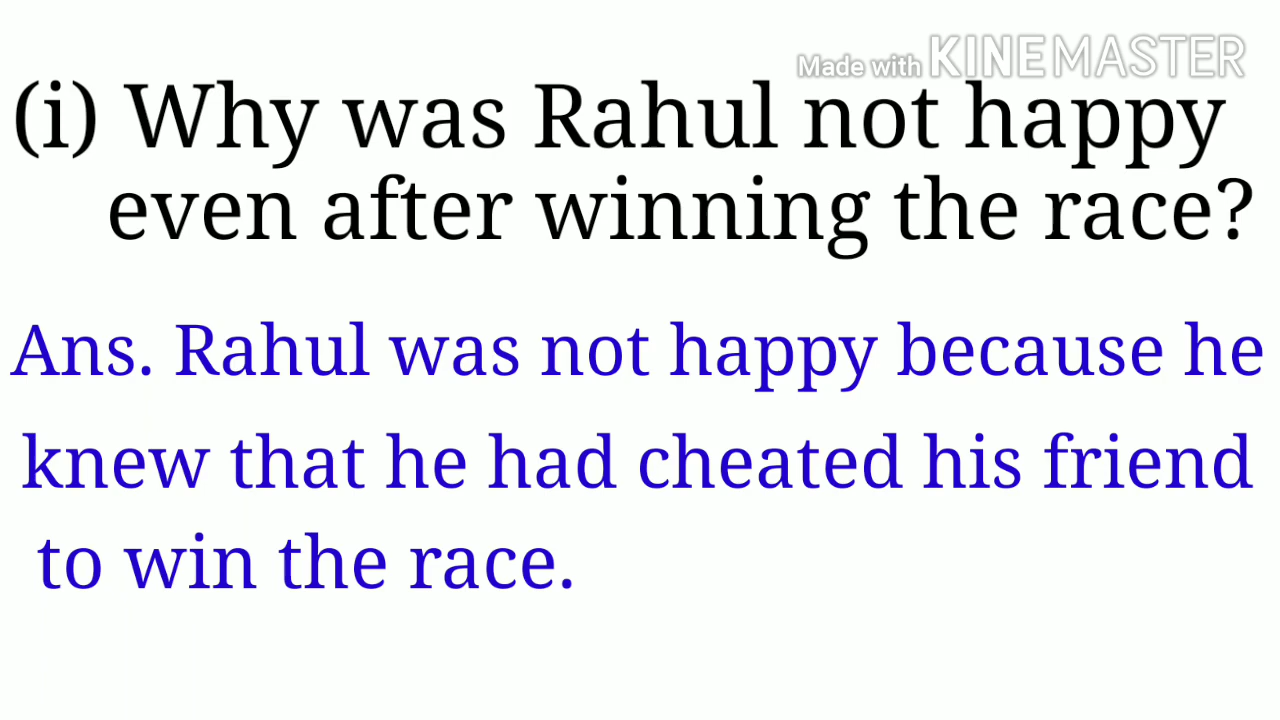 Made with KINEMASTER
(i) Why was Rahul not happy
even after winning the race?
Ans. Rahul was not happy because he
knew that he had cheated his friend
to win the race.